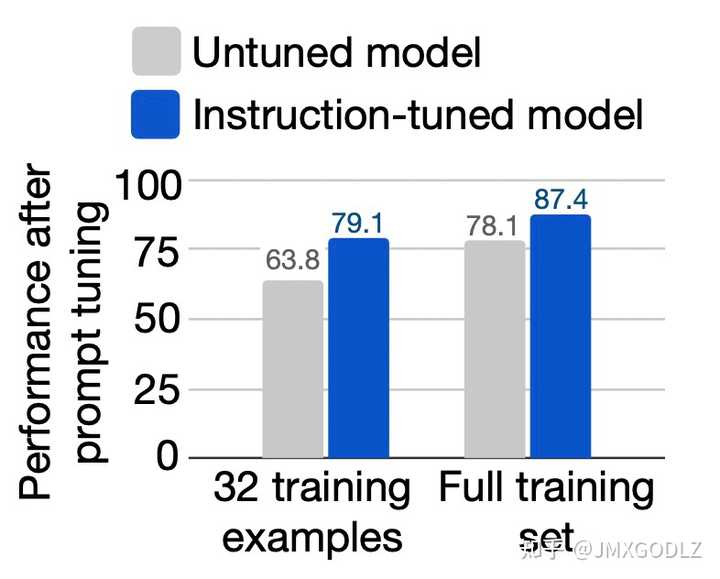 Untuned model
Instruction-tuned model
Performance after
prompt tuning
100
75
50
25
0
63.8
79.1
78.1
87.4
32 training
examples
Full training
set
知乎 @JMXGODLZ